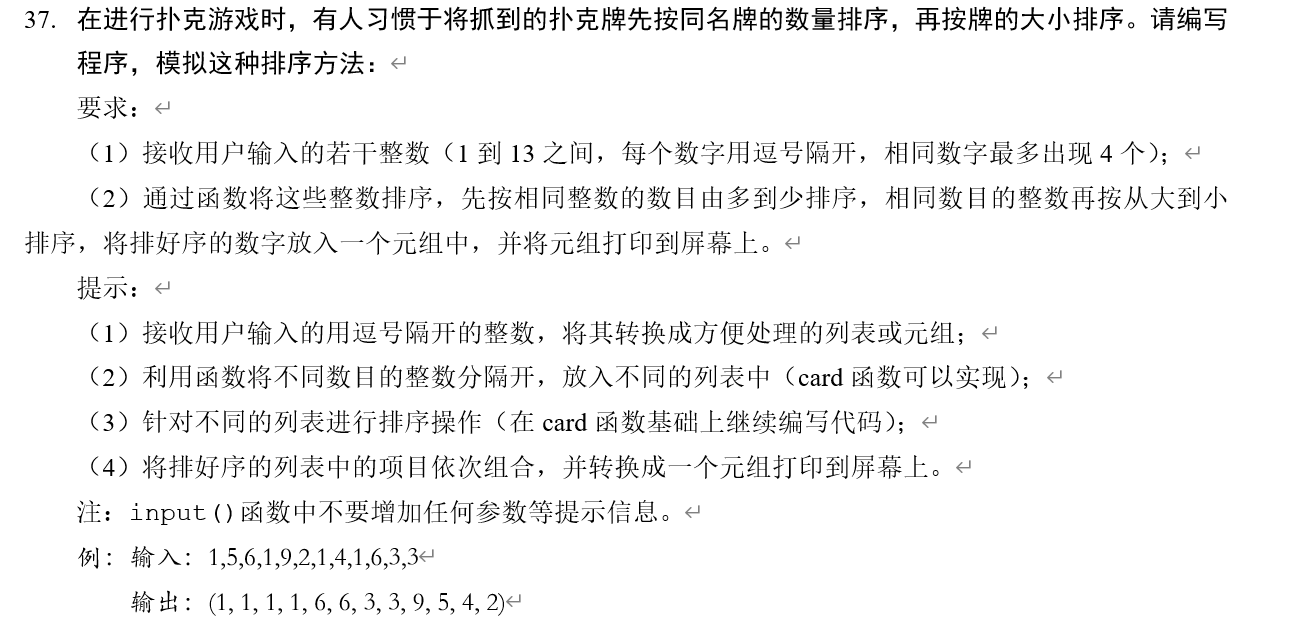 37. 在进行扑克游戏时，有人习惯于将抓到的扑克牌先按同名牌的数量排序，再按牌的大小排序。请编写
程序，模拟这种排序方法：↵
要求：↵
（1）接收用户输入的若干整数（1 到 13 之间，每个数字用逗号隔开，相同数字最多出现 4 个）；↵
（2）通过函数将这些整数排序，先按相同整数的数目由多到少排序，相同数目的整数再按从大到小
排序，将排好序的数字放入一个元组中，并将元组打印到屏幕上。↵
提示：↵
（1）接收用户输入的用逗号隔开的整数，将其转换成方便处理的列表或元组；↵
（2）利用函数将不同数目的整数分隔开，放入不同的列表中（card 函数可以实现）；↵
（3）针对不同的列表进行排序操作（在 card 函数基础上继续编写代码）；↵
（4）将排好序的列表中的项目依次组合，并转换成一个元组打印到屏幕上。↵
注：input()函数中不要增加任何参数等提示信息。↵
例：输入：1,5,6,1,9,2,1,4,1,6,3,3↵
输出：(1, 1, 1, 1, 6, 6, 3, 3, 9, 5, 4, 2)↵